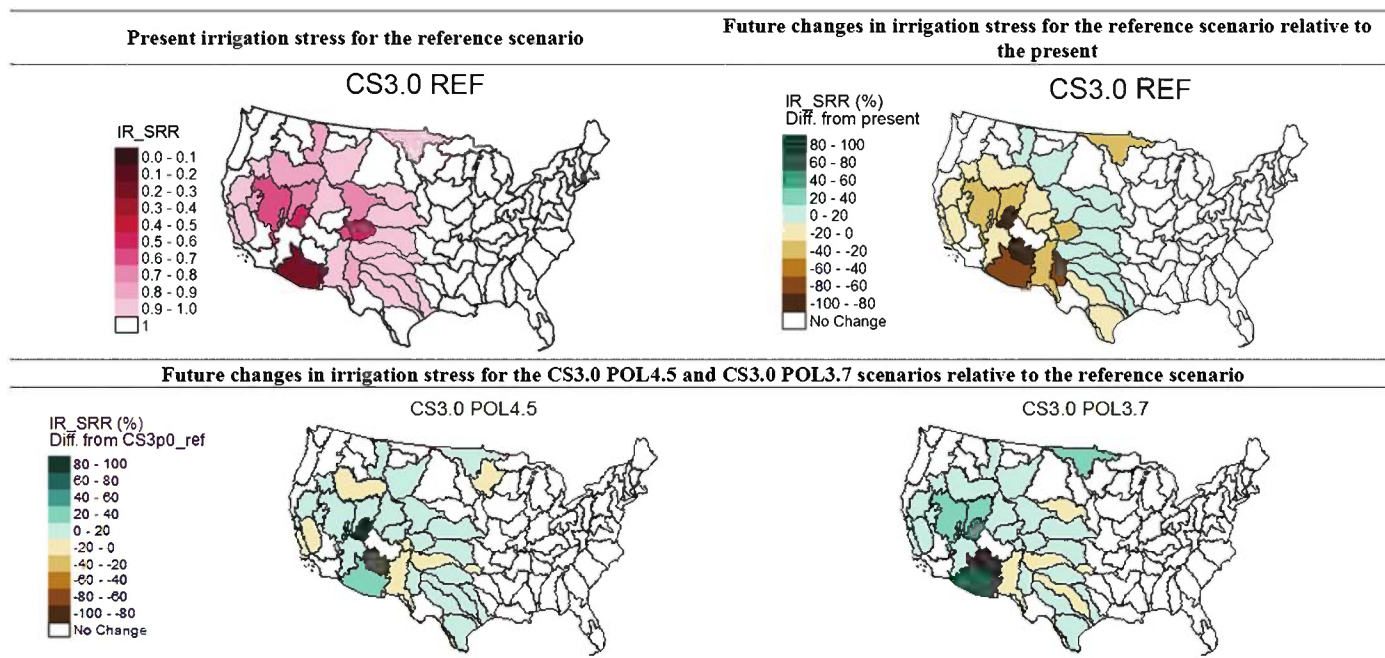 Present irrigation stress for the reference scenario
Future changes in irrigation stress for the reference scenario relative to
the present
CS3.0 REF
IR_SRR
0.0 - 0.1
0.1 - 0.2
0.2 - 0.3
0.3 - 0.4
0.4 - 0.5
0.5 - 0.6
0.6 - 0.7
0.7 - 0.8
0.8 - 0.9
0.9 - 1.0
1
CS3.0 REF
IR_SRR (%)
Diff. from present
80 - 100
60 - 80
40 - 60
20 - 40
0 - 20
-20 - 0
-40 - -20
-60 - -40
-80 - -60
-100 - -80
No Change
Future changes in irrigation stress for the CS3.0 POL4.5 and CS3.0 POL3.7 scenarios relative to the reference scenario
CS3.0 POL4.5
IR_SRR (%)
Diff. from CS3p0_ref
80 - 100
60 - 80
40 - 60
20 - 40
0 - 20
-20 - 0
-40 - -20
-60 - -40
-80 - -60
-100 - -80
No Change
CS3.0 POL3.7